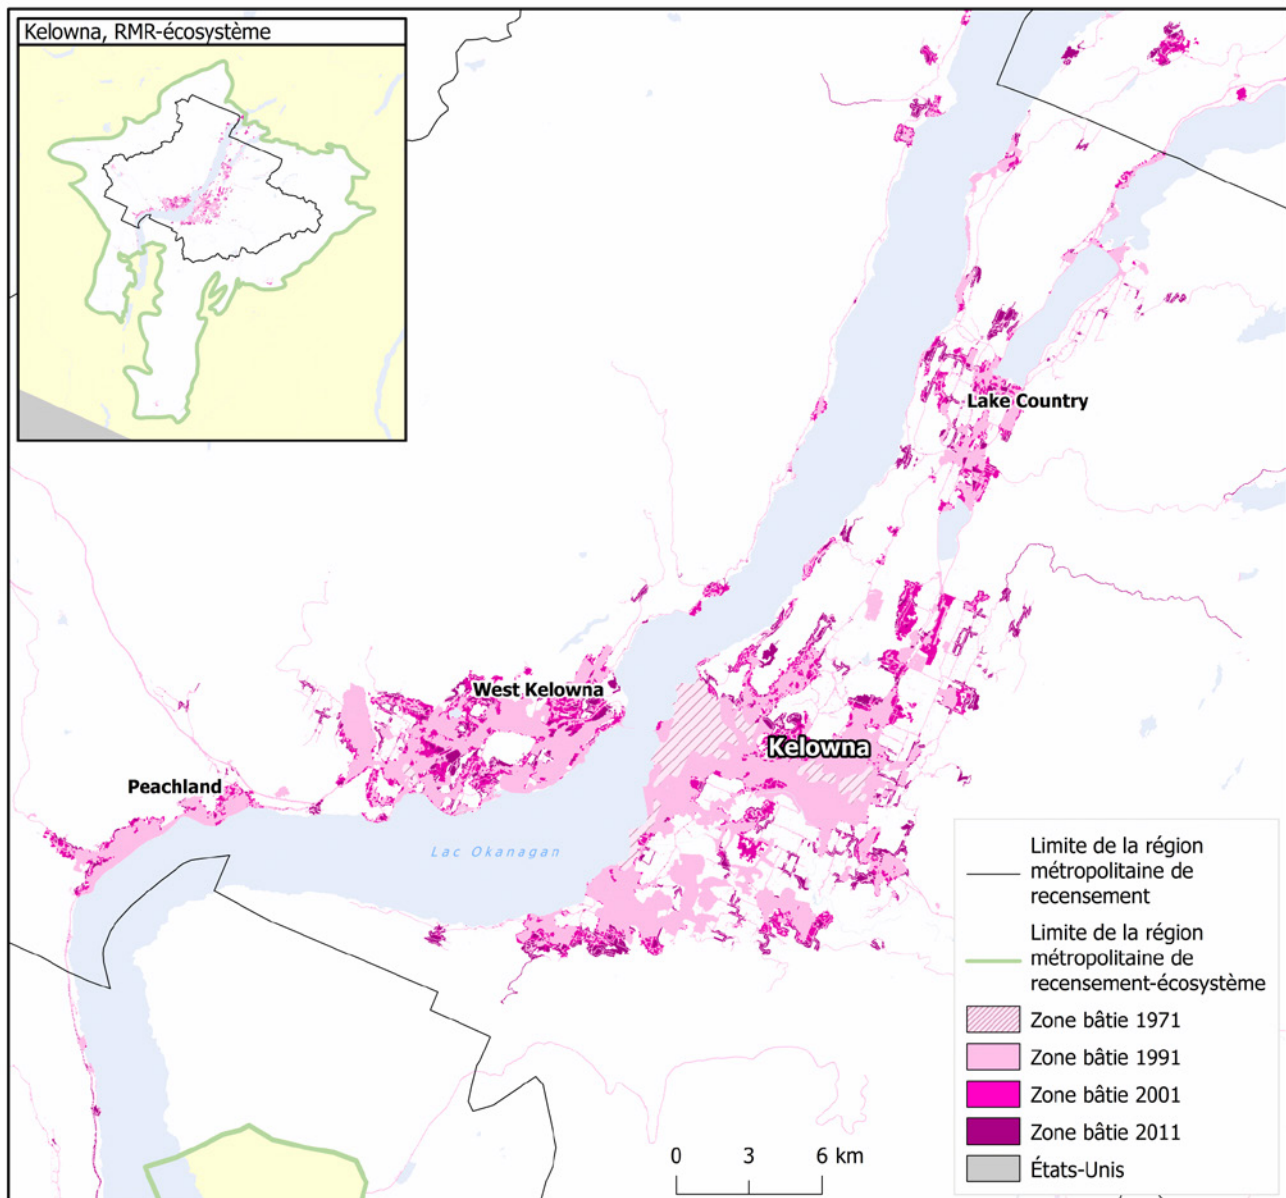 Kelowna, RMR-écosystème
Lake Country
West Kelowna
Kelowna
Peachland
Lac Okanagan
Limite de la région
métropolitaine de
recensement
Limite de la région
métropolitaine de
recensement-écosystème
Zone bâtie 1971
Zone bâtie 1991
Zone bâtie 2001
Zone bâtie 2011
États-Unis
0 3 6 km